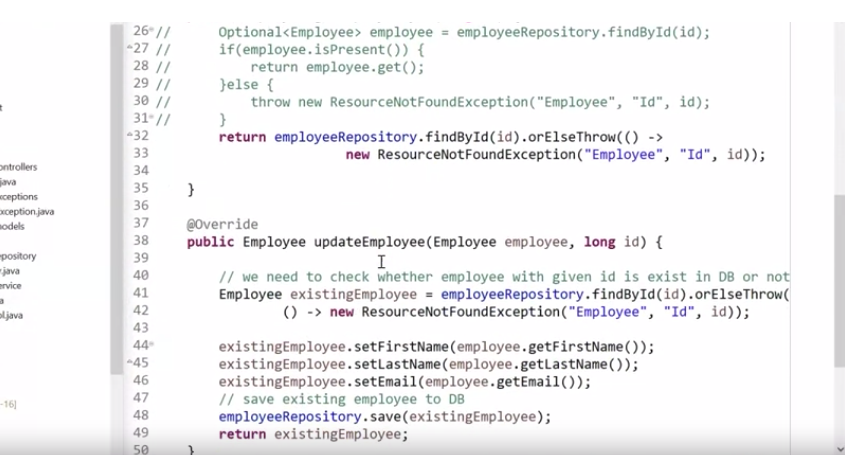 ontrollers
java
xceptions
xception.java
odels
pository
.java
ervice
a
l.java
-16]
26 // Optional<Employee> employee = employeeRepository.findById(id);
27 // if(employee.isPresent()) {
28 // return employee.get();
29 // }else {
30 // throw new ResourceNotFoundException("Employee", "Id", id);
31 // }
32 return employeeRepository.findById(id).orElseThrow(() ->
33 new ResourceNotFoundException("Employee", "Id", id));
34
35 }
36
37 @Override
38 public Employee updateEmployee(Employee employee, long id) {
39
40 // we need to check whether employee with given id is exist in DB or not
41 Employee existingEmployee = employeeRepository.findById(id).orElseThrow(
42 () -> new ResourceNotFoundException("Employee", "Id", id));
43
44 existingEmployee.setFirstName(employee.getFirstName());
45 existingEmployee.setLastName(employee.getLastName());
46 existingEmployee.setEmail(employee.getEmail());
47 // save existing employee to DB
48 employeeRepository.save(existingEmployee);
49 return existingEmployee;
50 }